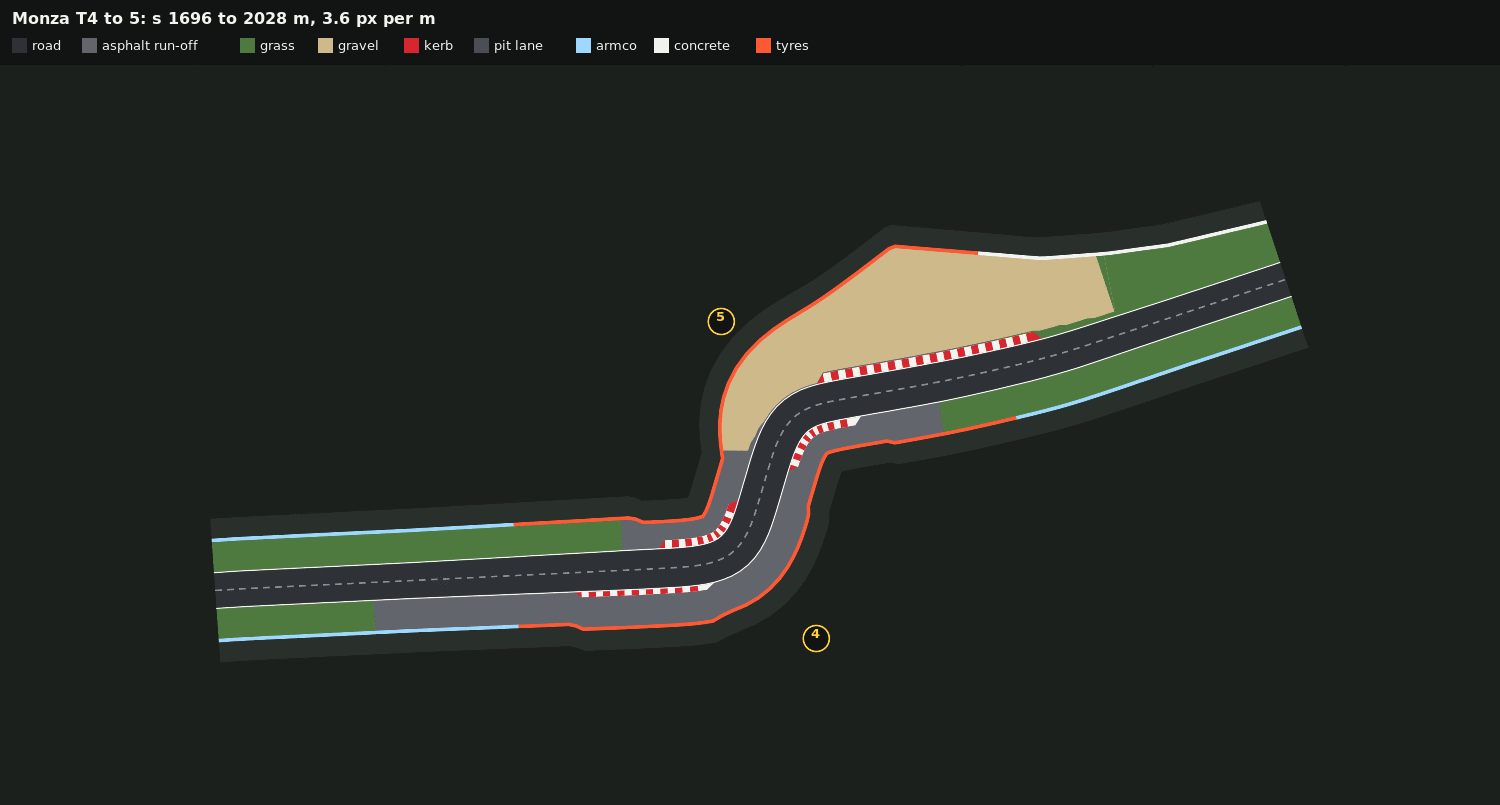 Monza T4 to 5: s 1696 to 2028 m, 3.6 px per m
road asphalt run-off grass gravel kerb pit lane armco concrete tyres
5
4